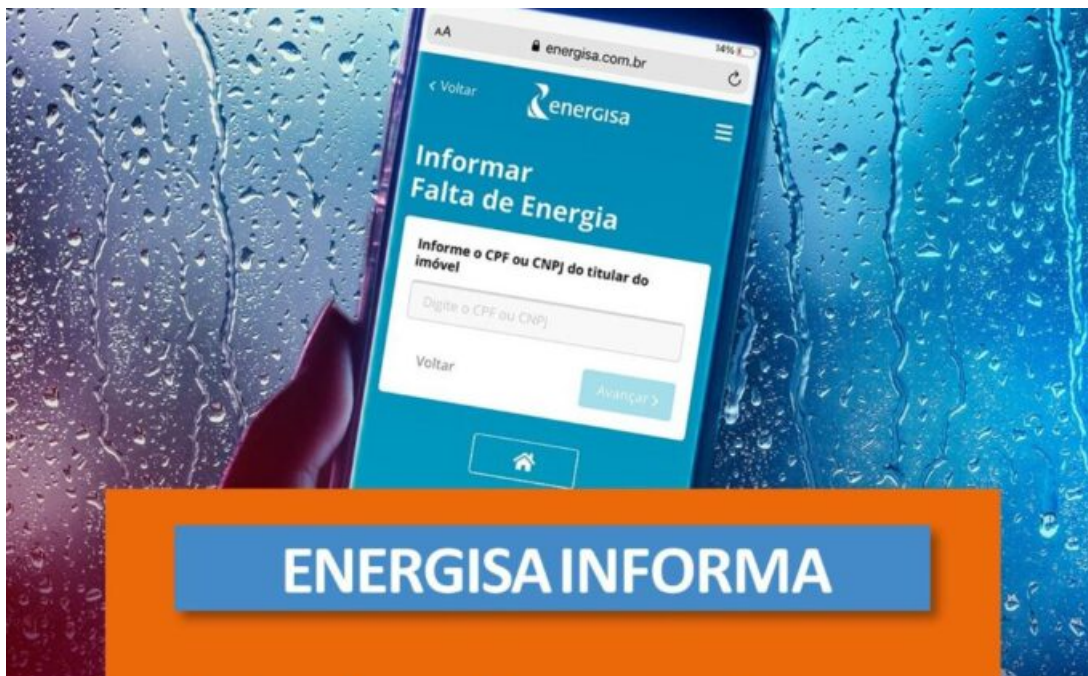 AA
energisa.com.br
14%
< Voltar
energisa
Informar
Falta de Energia
Informe o CPF ou CNPJ do titular do
imóvel
Digite o CPF ou CNPJ
Voltar
Avançar >
ENERGISA INFORMA